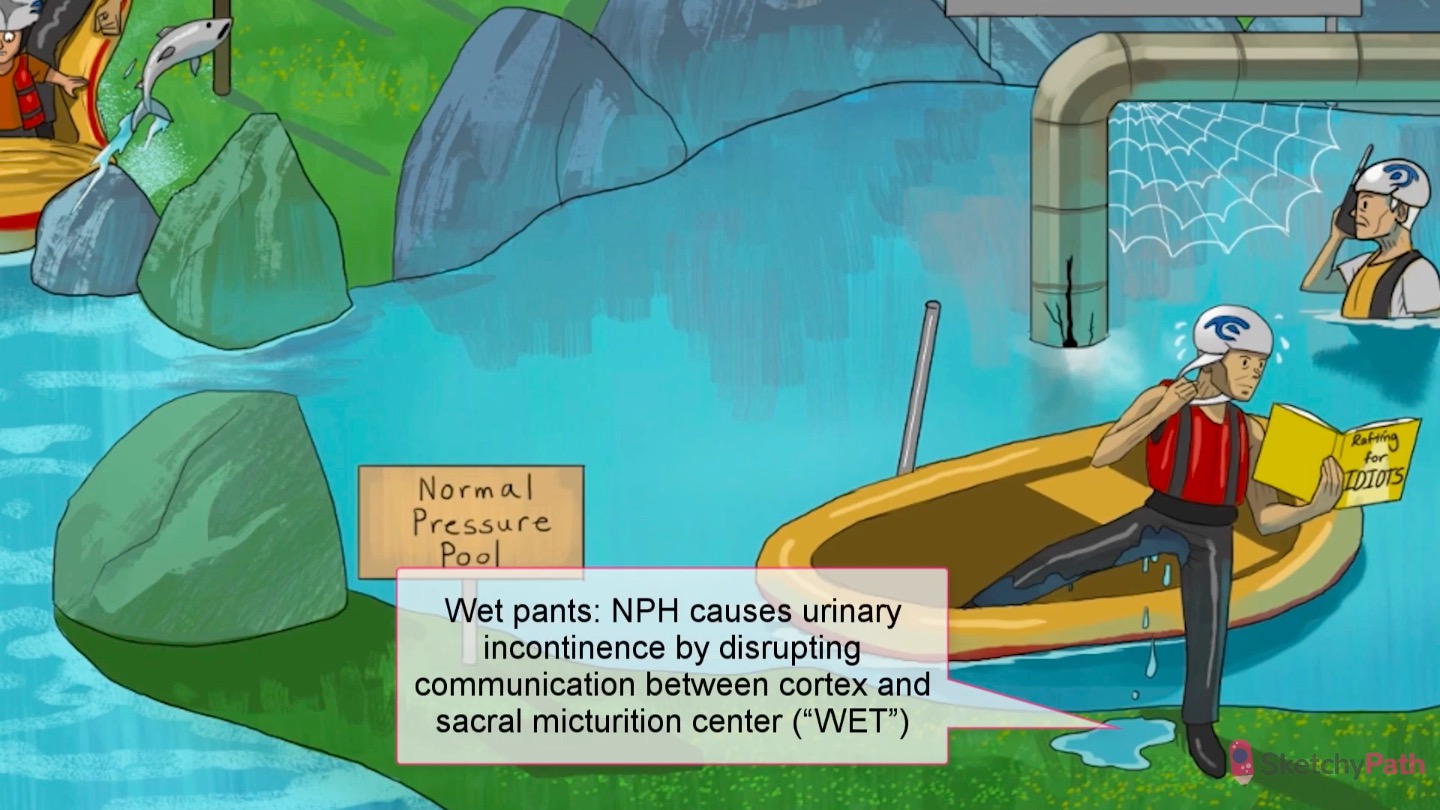 Rafting
for
IDIOTS
Normal
Pressure
Pool
Wet pants: NPH causes urinary
incontinence by disrupting
communication between cortex and
sacral micturition center (“WET”)
SketchyPath